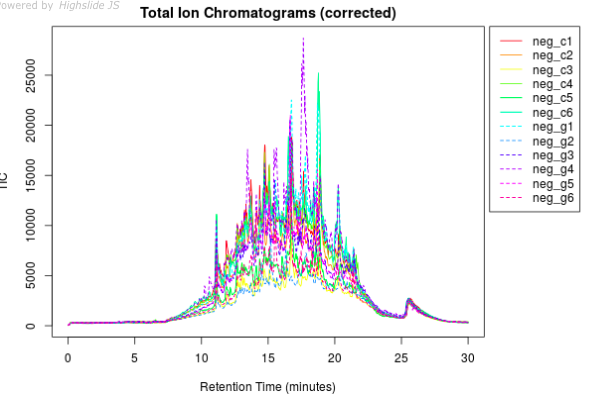 Powered by Highslide JS
Total Ion Chromatograms (corrected)
TIC
0
5000
10000
15000
20000
25000
0 5 10 15 20 25 30
Retention Time (minutes)
neg_c1
neg_c2
neg_c3
neg_c4
neg_c5
neg_c6
neg_g1
neg_g2
neg_g3
neg_g4
neg_g5
neg_g6